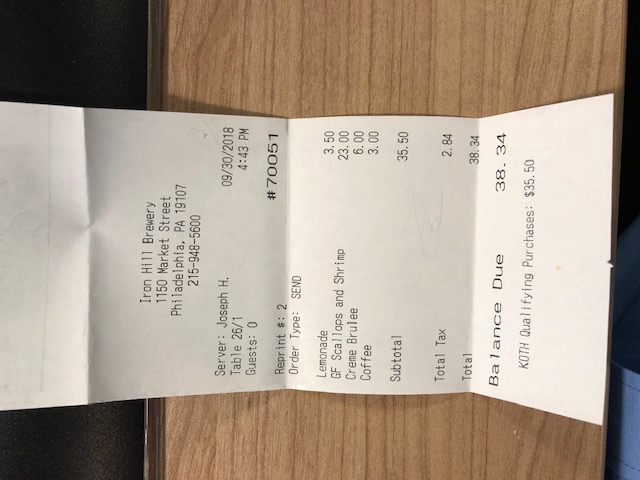 Iron Hill Brewery
1150 Market Street
Philadelphia, PA 19107
215-948-5600
Server: Joseph H. 09/30/2018
Table 26/1 4:43 PM
Guests: 0
#70051
Reprint #: 2
Order Type: SEND
Lemonade 3.50
GF Scallops and Shrimp 23.00
Creme Brulee 6.00
Coffee 3.00
Subtotal 35.50
Total Tax 2.84
Total 38.34
Balance Due 38.34
KOTH Qualifying Purchases: $35.50